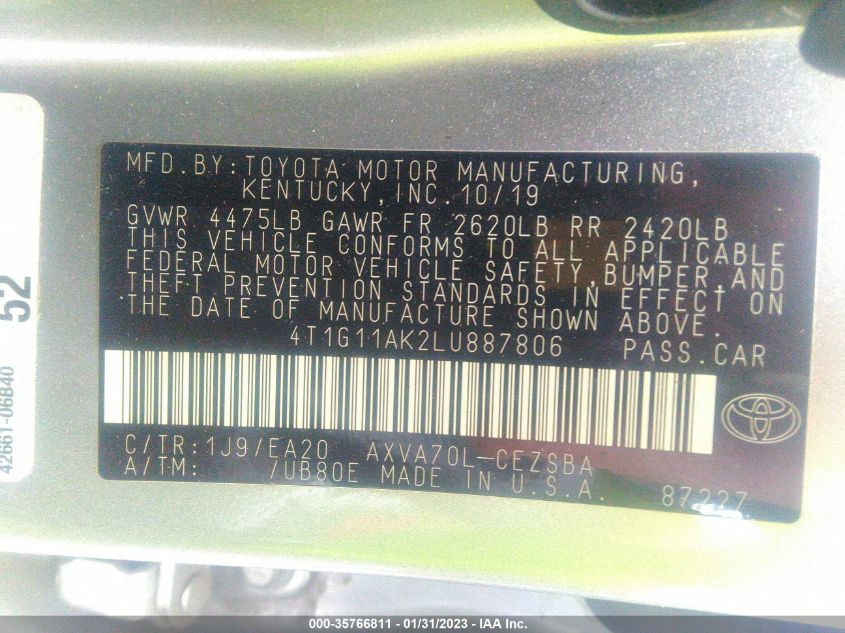 MFD.BY:TOYOTA MOTOR MANUFACTURING,
KENTUCKY,INC.10/19
GVWR 4475LB GAWR FR 2620LB RR 2420LB
THIS VEHICLE CONFORMS TO ALL APPLICABLE
FEDERAL MOTOR VEHICLE SAFETY,BUMPER,AND
THEFT PREVENTION STANDARDS IN EFFECT ON
THE DATE OF MANUFACTURE SHOWN ABOVE.
4T1G11AK2LU887806 PASS.CAR
C/TR:1J9/EA20 AXVA70L-CEZSBA
A/TM: /UB80E MADE IN U.S.A.
87227
52
42661-06B40
000-35766811 - 01/31/2023 - © IAA Inc.